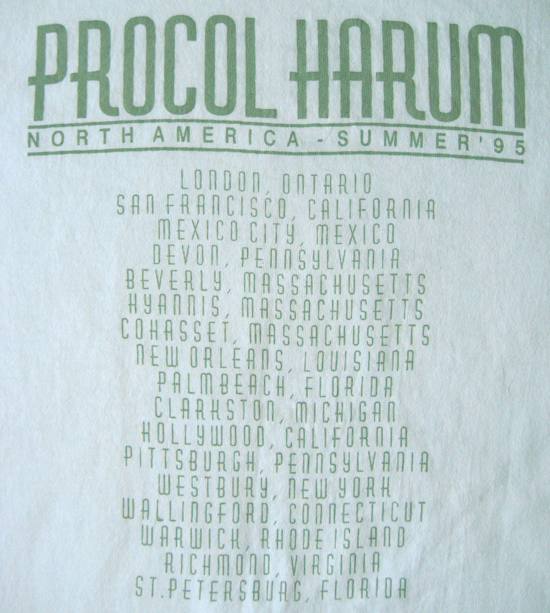 PROCOL HARUM
NORTH AMERICA - SUMMER '95
LONDON, ONTARIO
SAN FRANCISCO, CALIFORNIA
MEXICO CITY, MEXICO
DEVON, PENNSYLVANIA
BEVERLY, MASSACHUSETTS
HYANNIS, MASSACHUSETTS
COHASSET, MASSACHUSETTS
NEW ORLEANS, LOUISIANA
PALMBEACH, FLORIDA
CLARKSTON, MICHIGAN
HOLLYWOOD, CALIFORNIA
PITTSBURGH, PENNSYLVANIA
WESTBURY, NEW YORK
WALLINGFORD, CONNECTICUT
WARWICK, RHODE ISLAND
RICHMOND, VIRGINIA
ST.PETERSBURG, FLORIDA